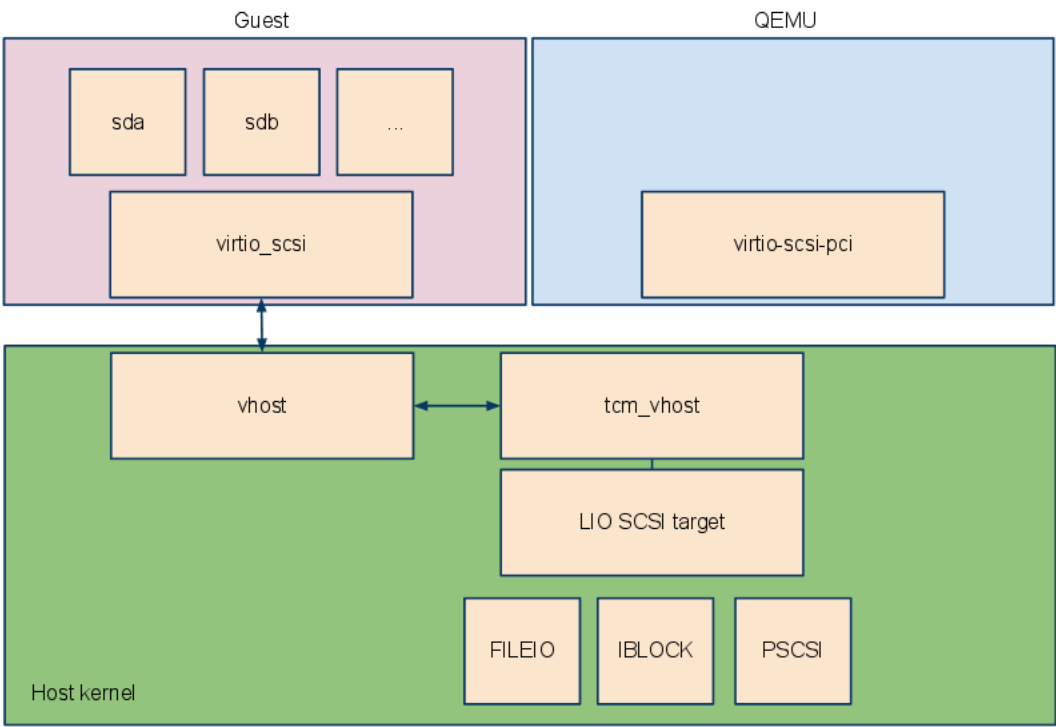 Guest
QEMU
sda
sdb
...
virtio_scsi
virtio-scsi-pci
vhost
tcm_vhost
LIO SCSI target
FILEIO
IBLOCK
PSCSI
Host kernel